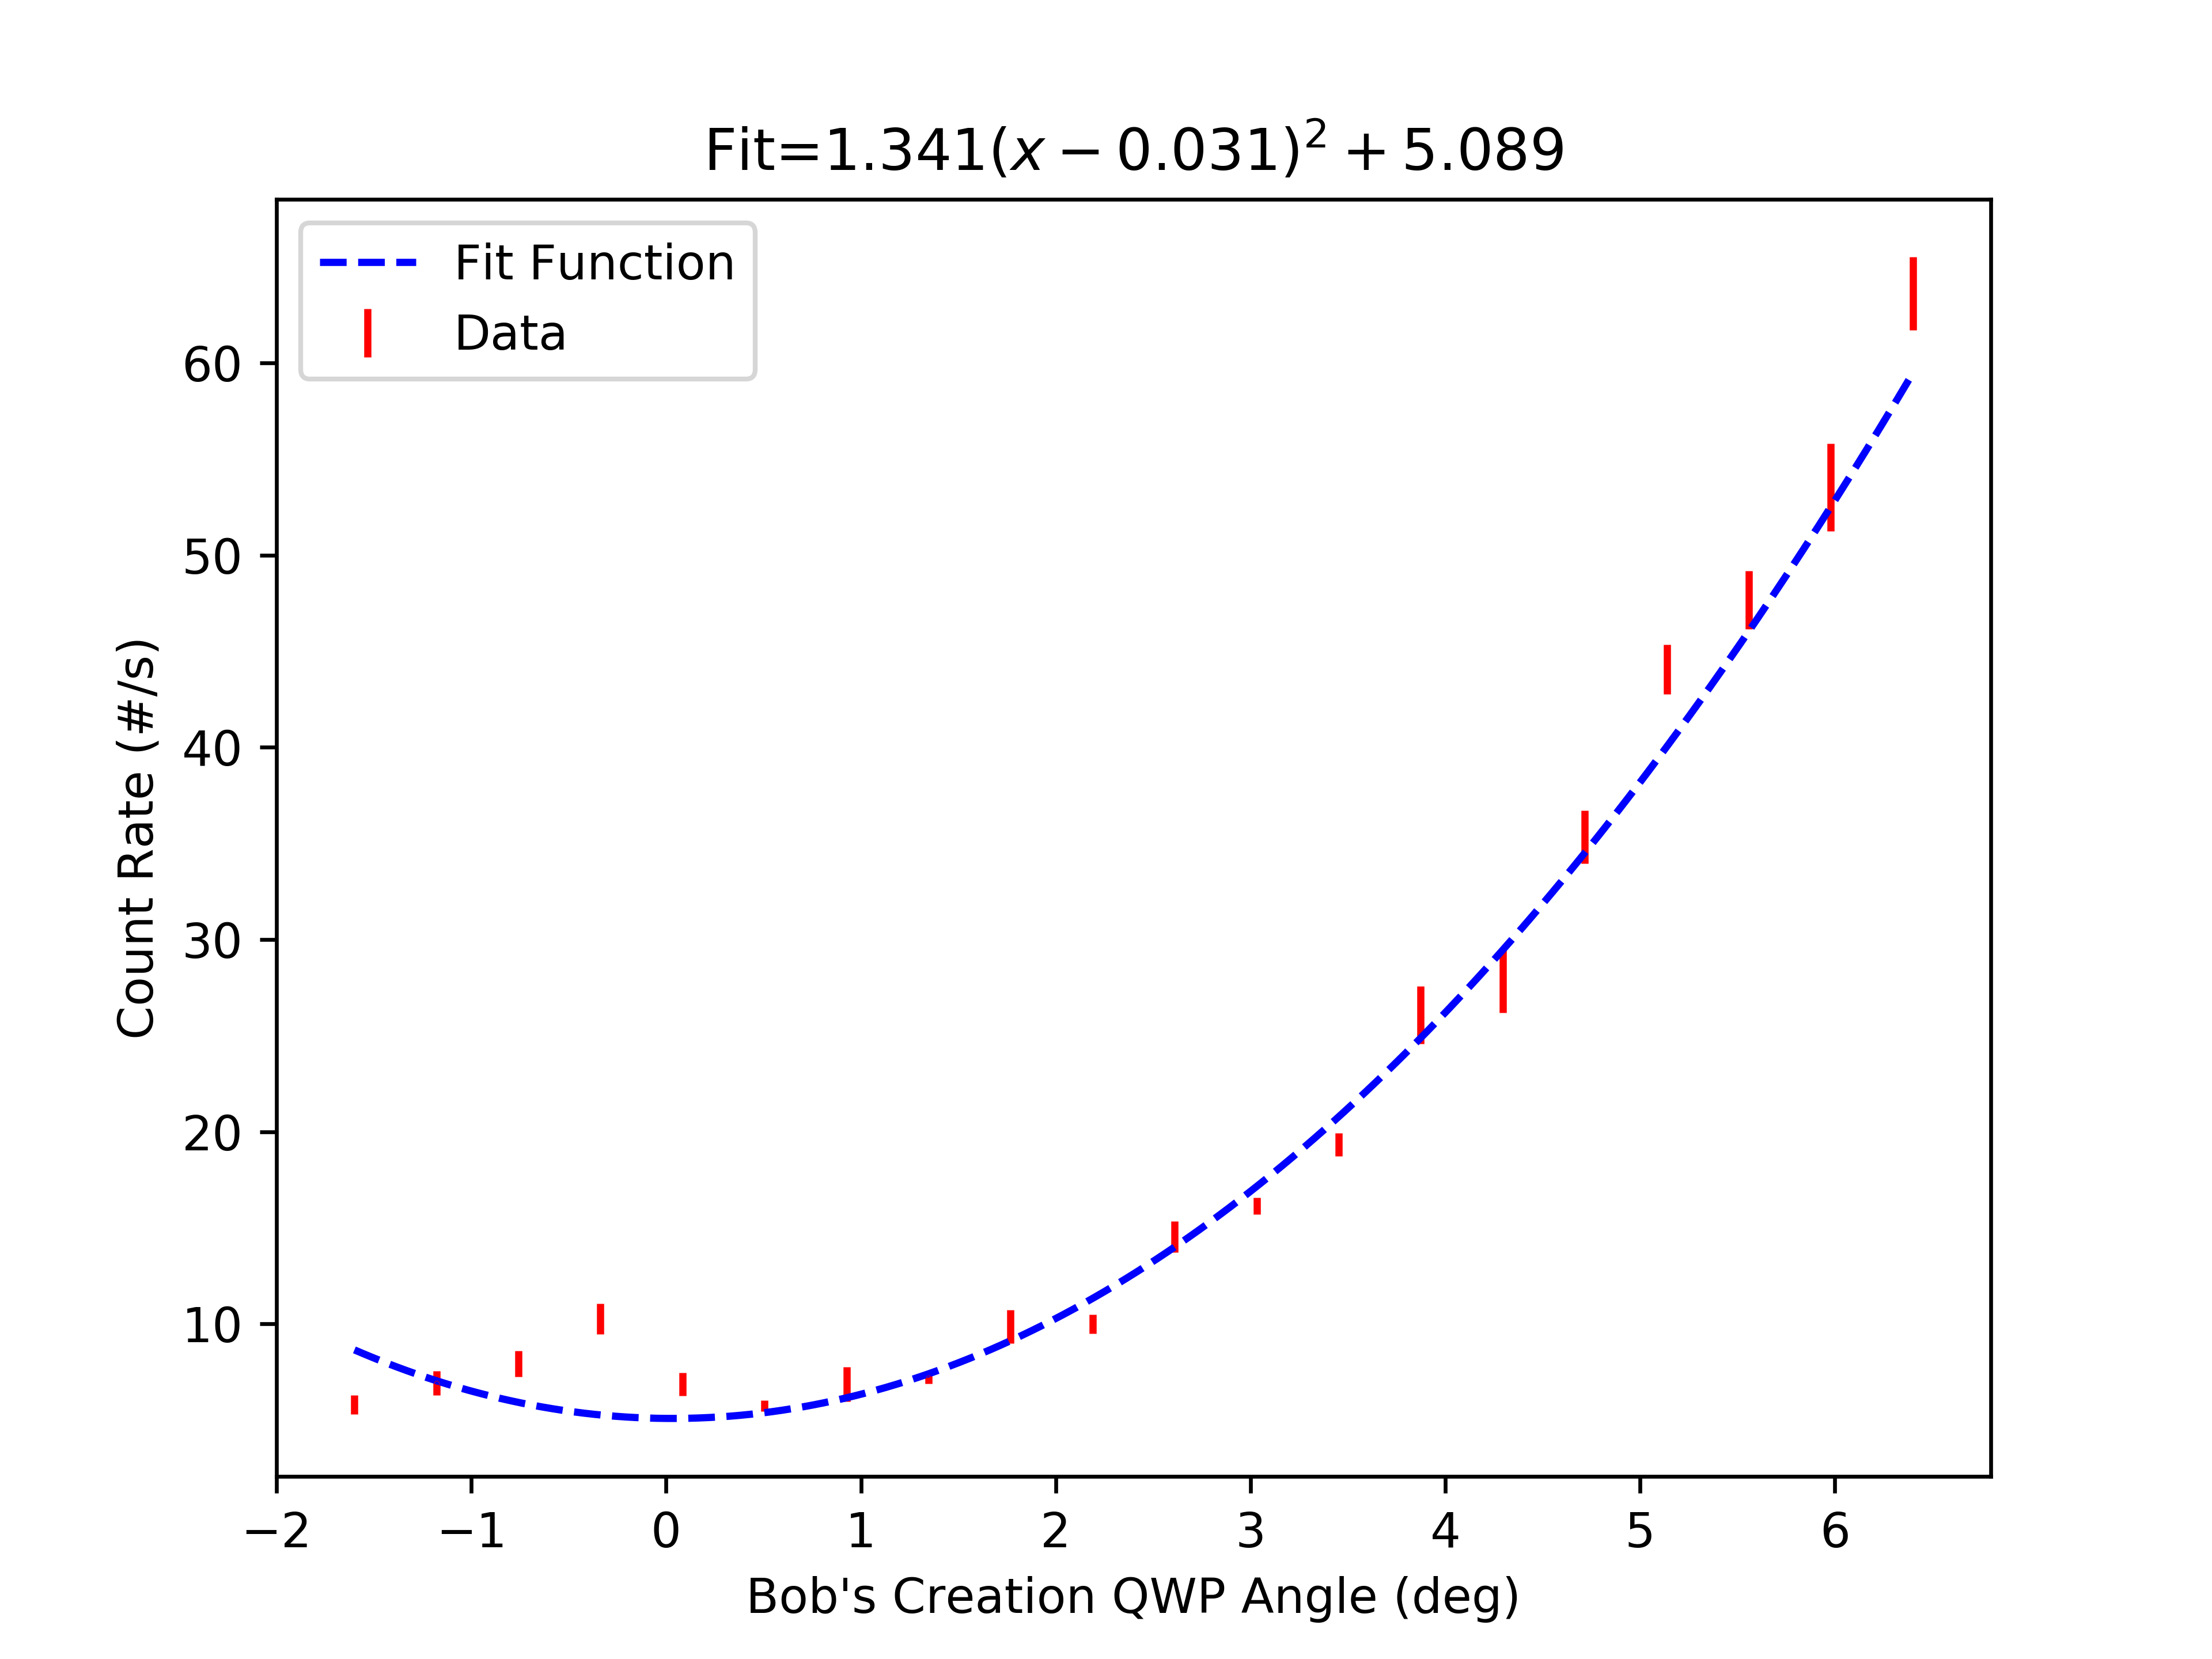 Fit=1.341(x − 0.031)² + 5.089
Fit Function
Data
60
50
40
30
20
10
Count Rate (#/s)
−2 −1 0 1 2 3 4 5 6
Bob's Creation QWP Angle (deg)